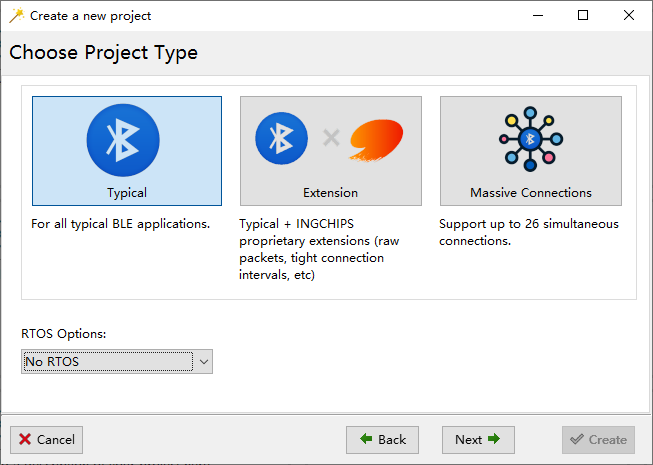 Create a new project
Choose Project Type
Typical
Extension
Massive Connections
For all typical BLE applications.
Typical + INGCHIPS
proprietary extensions (raw
packets, tight connection
intervals, etc)
Support up to 26 simultaneous
connections.
RTOS Options:
No RTOS
Cancel
Back
Next
Create